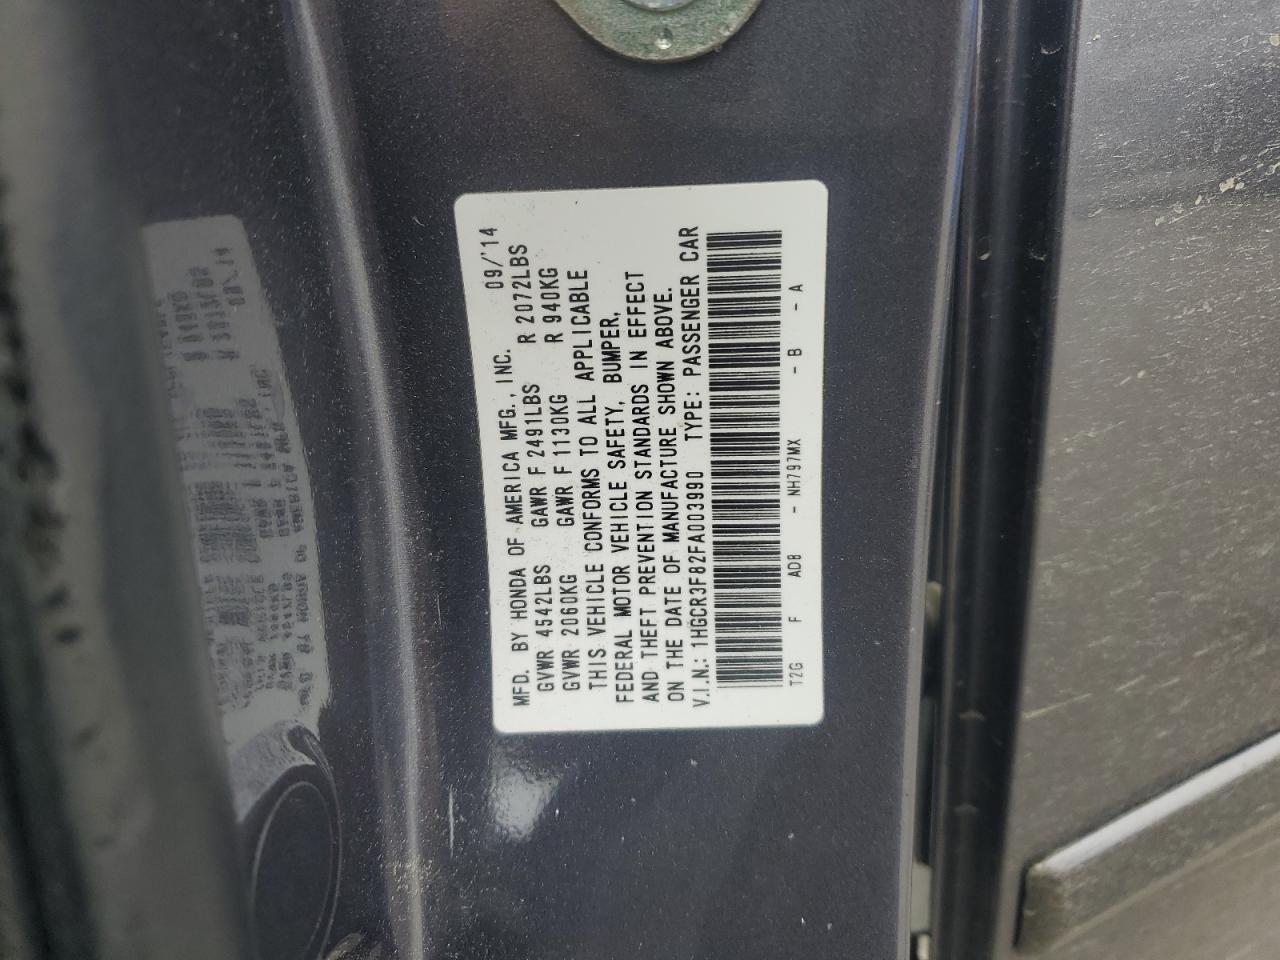 MFD. BY HONDA OF AMERICA MFG., INC. 09/'14
GVWR 4542LBS GAWR F 2491LBS R 2072LBS
GVWR 2060KG GAWR F 1130KG R 940KG
THIS VEHICLE CONFORMS TO ALL APPLICABLE
FEDERAL MOTOR VEHICLE SAFETY, BUMPER,
AND THEFT PREVENTION STANDARDS IN EFFECT
ON THE DATE OF MANUFACTURE SHOWN ABOVE.
V.I.N.: 1HGCR3F82FA003990 TYPE: PASSENGER CAR
T2G F AD8 - NH797MX - B - A